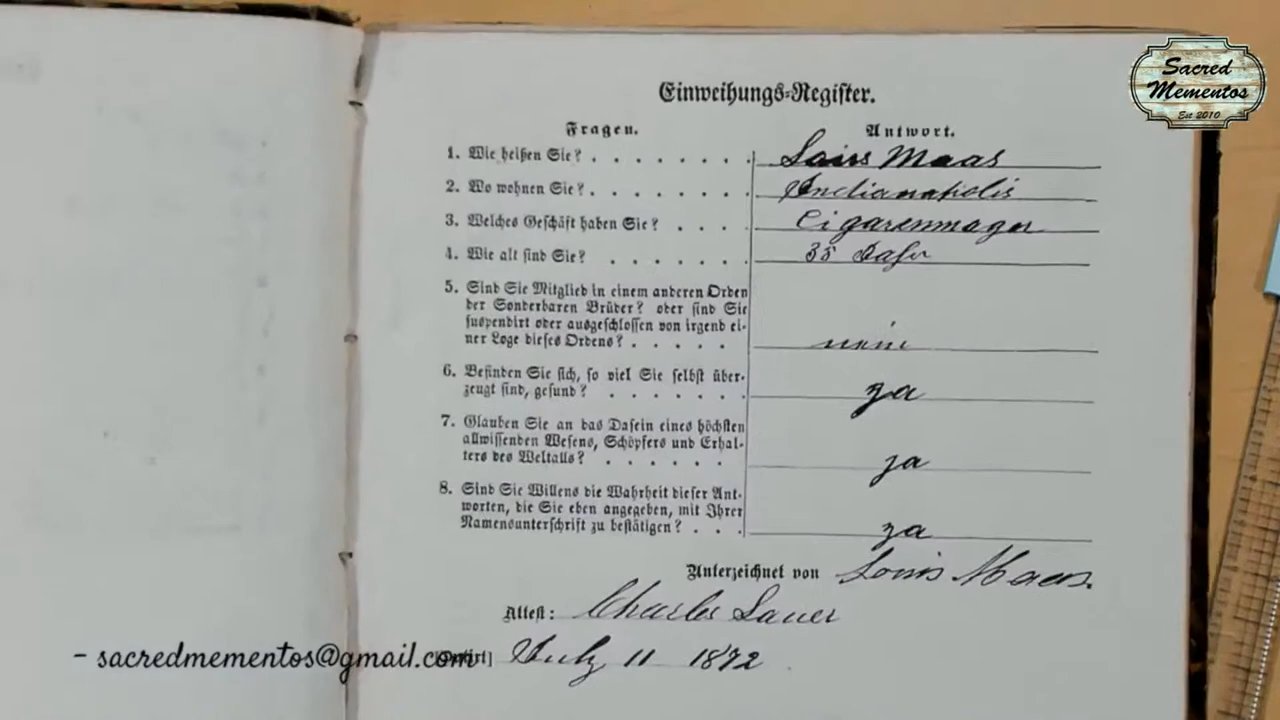 Sacred
Mementos
Est 2010
Einweihungs-Register.
Fragen. Antwort.
1. Wie heißen Sie? . . . . . . . . Louis Maas
2. Wo wohnen Sie? . . . . . . . . Indianapolis
3. Welches Geschäft haben Sie? . . . . Cigarenmager
4. Wie alt sind Sie? . . . . . . . 35 Jahr
5. Sind Sie Mitglied in einem anderen Orden
der Sonderbaren Brüder? oder sind Sie
suspendirt oder ausgeschlossen von irgend ei-
ner Loge dieses Ordens? . . . . . nein
6. Befinden Sie sich, so viel Sie selbst über-
zeugt sind, gesund? . . . . . . . ja
7. Glauben Sie an das Dasein eines höchsten
allwissenden Wesens, Schöpfers und Erhal-
ters des Weltalls? . . . . . . ja
8. Sind Sie Willens die Wahrheit dieser Ant-
worten, die Sie eben angegeben, mit Ihrer
Namensunterschrift zu bestätigen? . . . ja
Unterzeichnet von Louis Maas.
Attest: Charles Lauer
July 11 1872
- sacredmementos@gmail.com